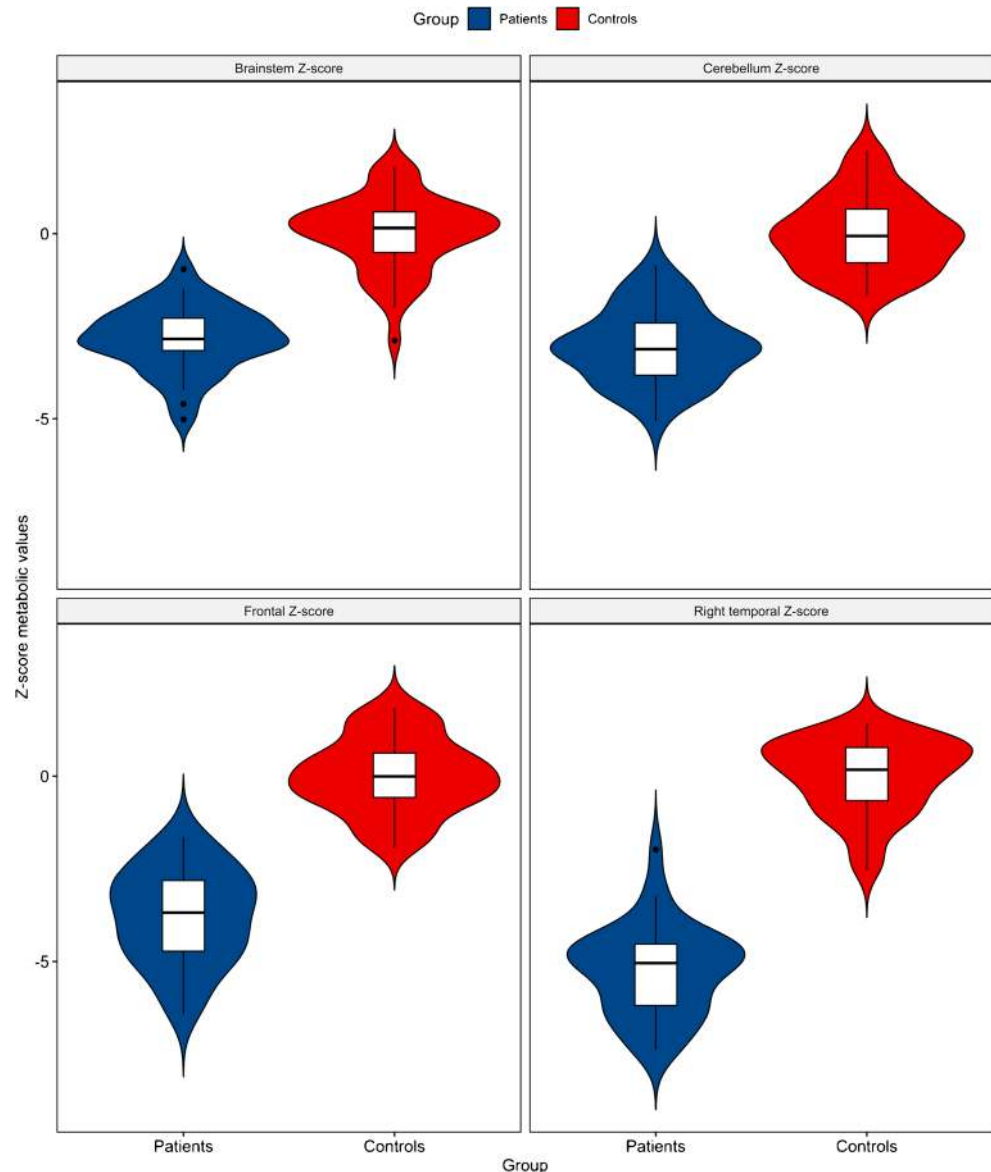 Group Patients Controls
Brainstem Z-score
Cerebellum Z-score
0
-5
Z-score metabolic values
Frontal Z-score
Right temporal Z-score
0
-5
Patients
Controls
Patients
Controls
Group